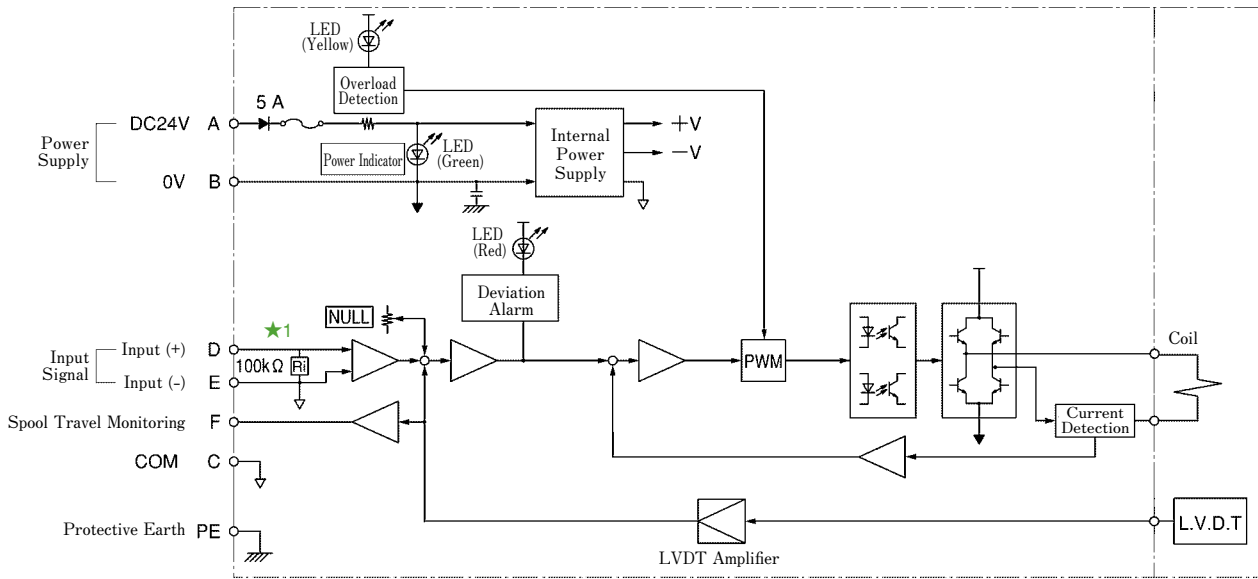 LED
(Yellow)
Overload
Detection
5 A
DC24V A
Power
Supply
Power Indicator
LED
(Green)
Internal
Power
Supply
+V
−V
0V B
LED
(Red)
Deviation
Alarm
★1
NULL
Input (+) D
Input
Signal
100kΩ Ri
Input (-) E
PWM
Coil
Spool Travel Monitoring F
Current
Detection
COM C
Protective Earth PE
LVDT Amplifier
L.V.D.T